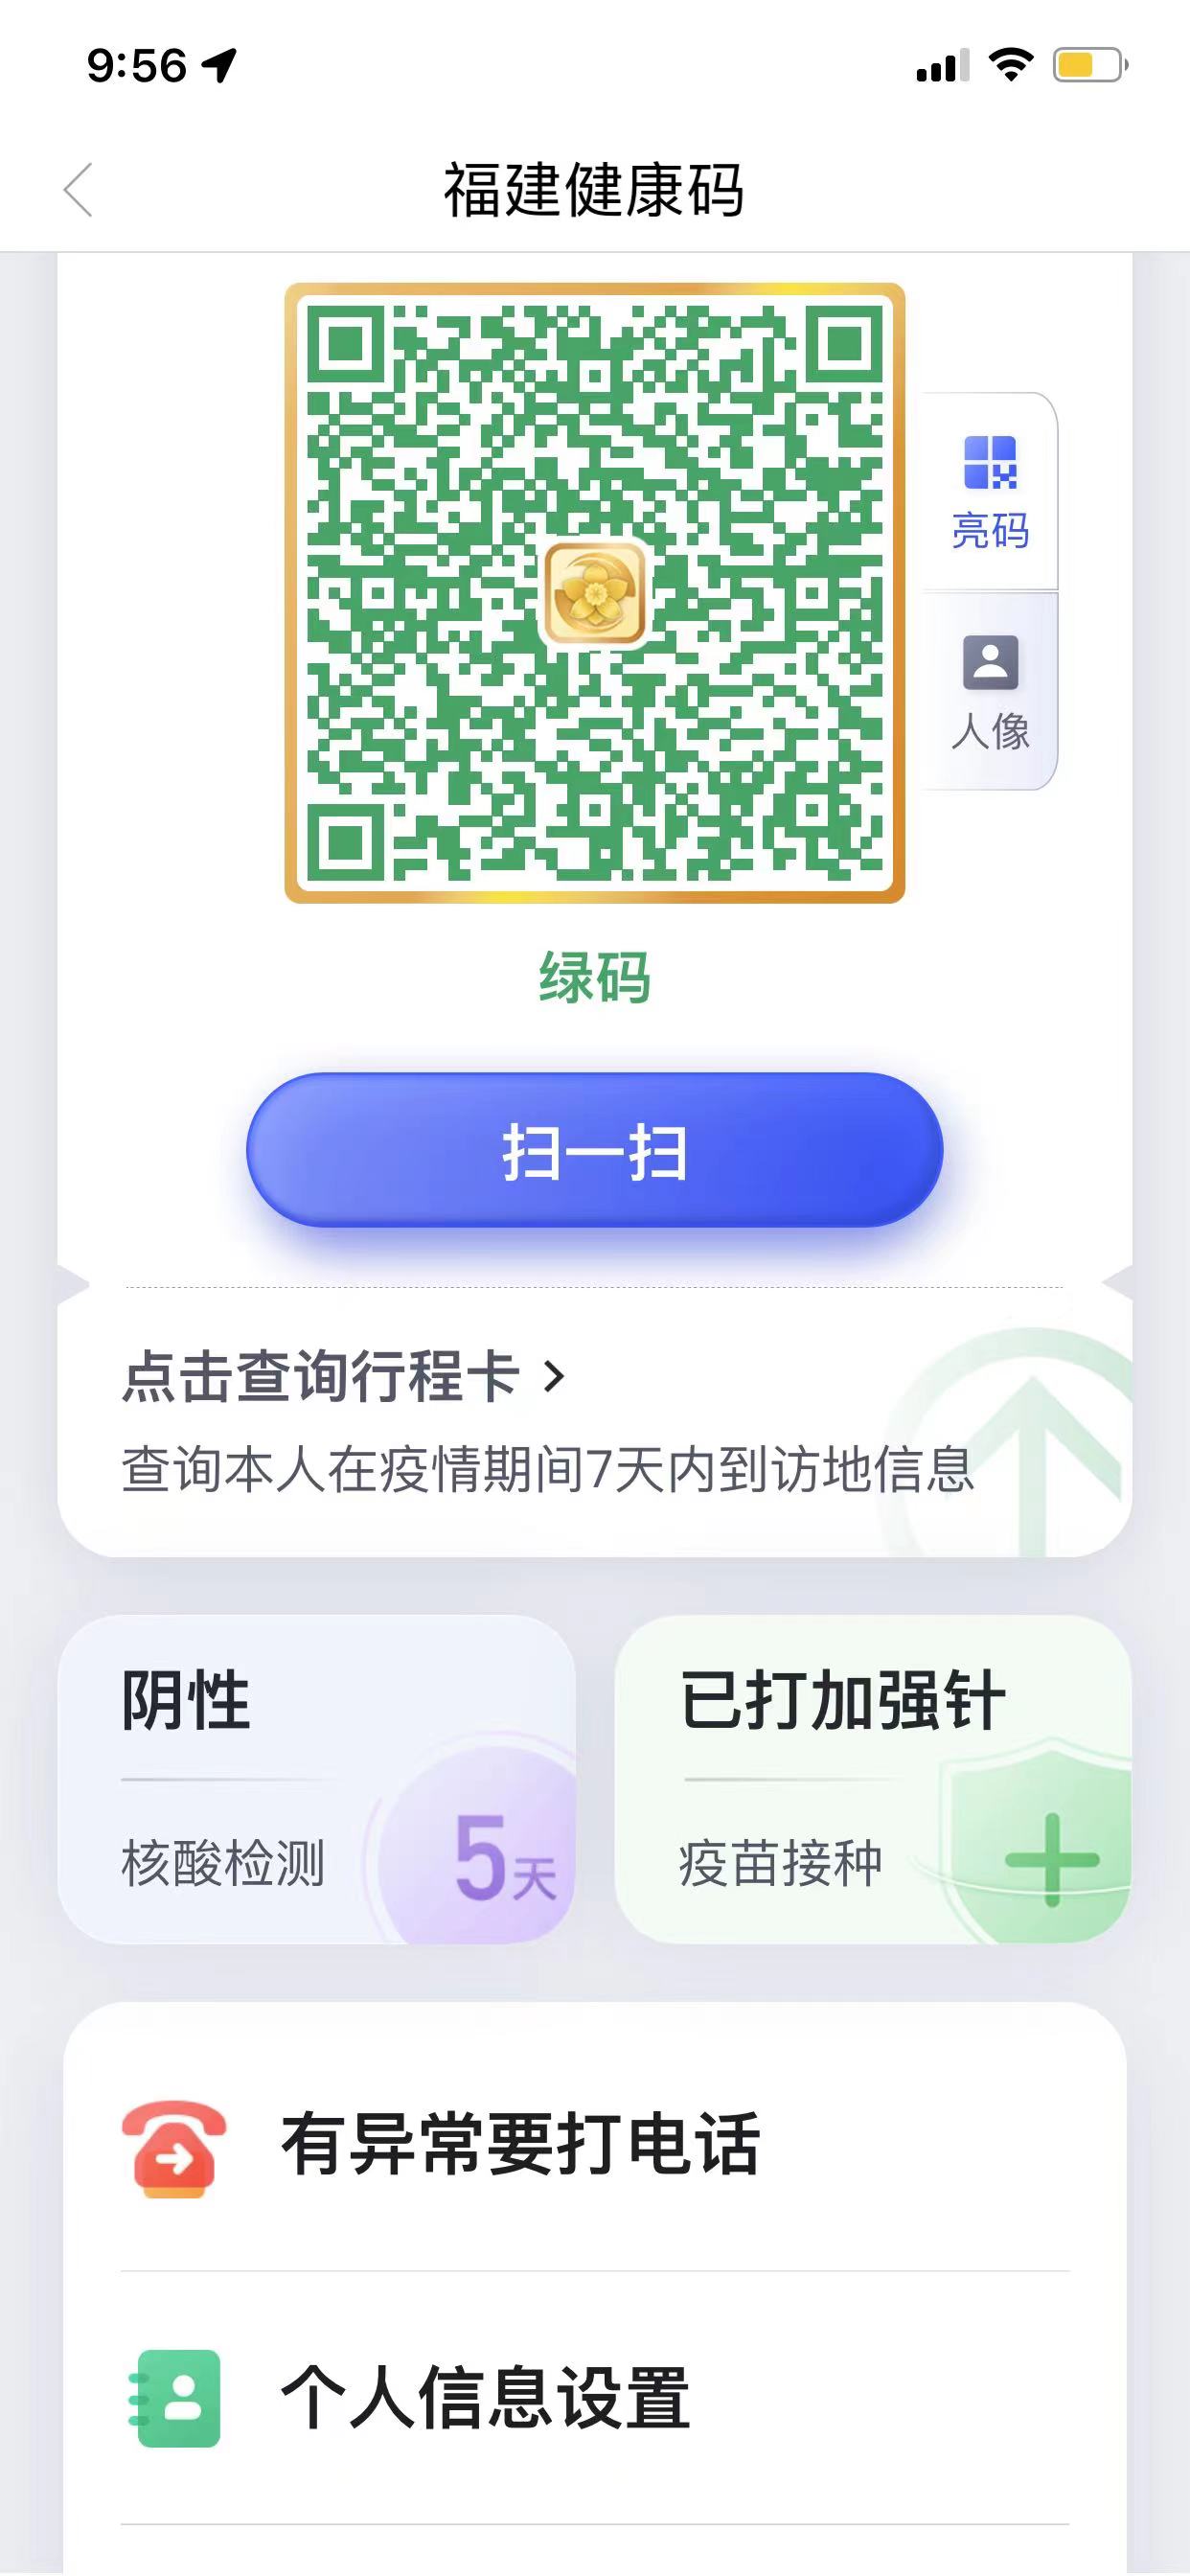 9:56
福建健康码
亮码
人像
绿码
扫一扫
点击查询行程卡
查询本人在疫情期间7天内到访地信息
阴性
核酸检测
5天
已打加强针
疫苗接种
有异常要打电话
个人信息设置